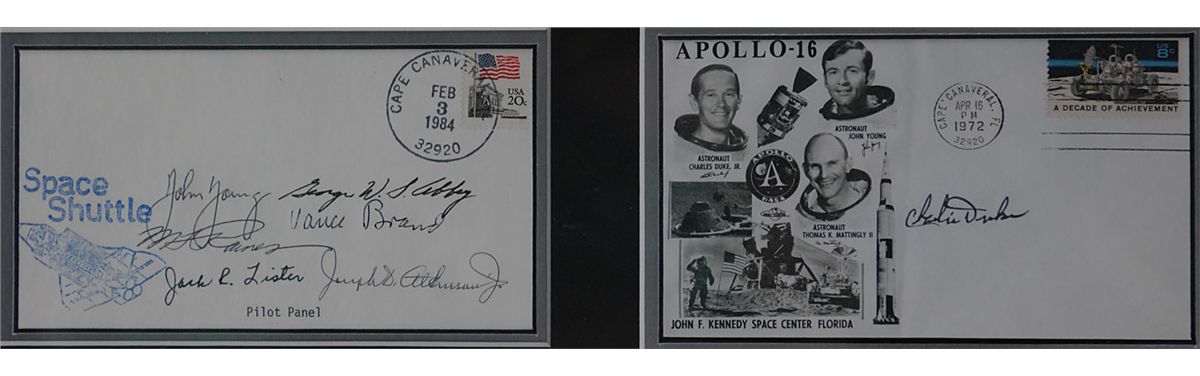 CAPE CANAVERAL
FEB
3
1984
32920
USA
20c
Space
Shuttle
John Young George W. S. Abbey
Vance Brand
Jack R. Lister Joseph D. Atkinson Jr
Pilot Panel
APOLLO-16
ASTRONAUT
JOHN YOUNG
ASTRONAUT
CHARLES DUKE, JR.
APOLLO
NASA
ASTRONAUT
THOMAS K. MATTINGLY II
JOHN F. KENNEDY SPACE CENTER FLORIDA
CAPE CANAVERAL, FL
APR 16
PM
1972
32920
US
8c
A DECADE OF ACHIEVEMENT
Charlie Duke